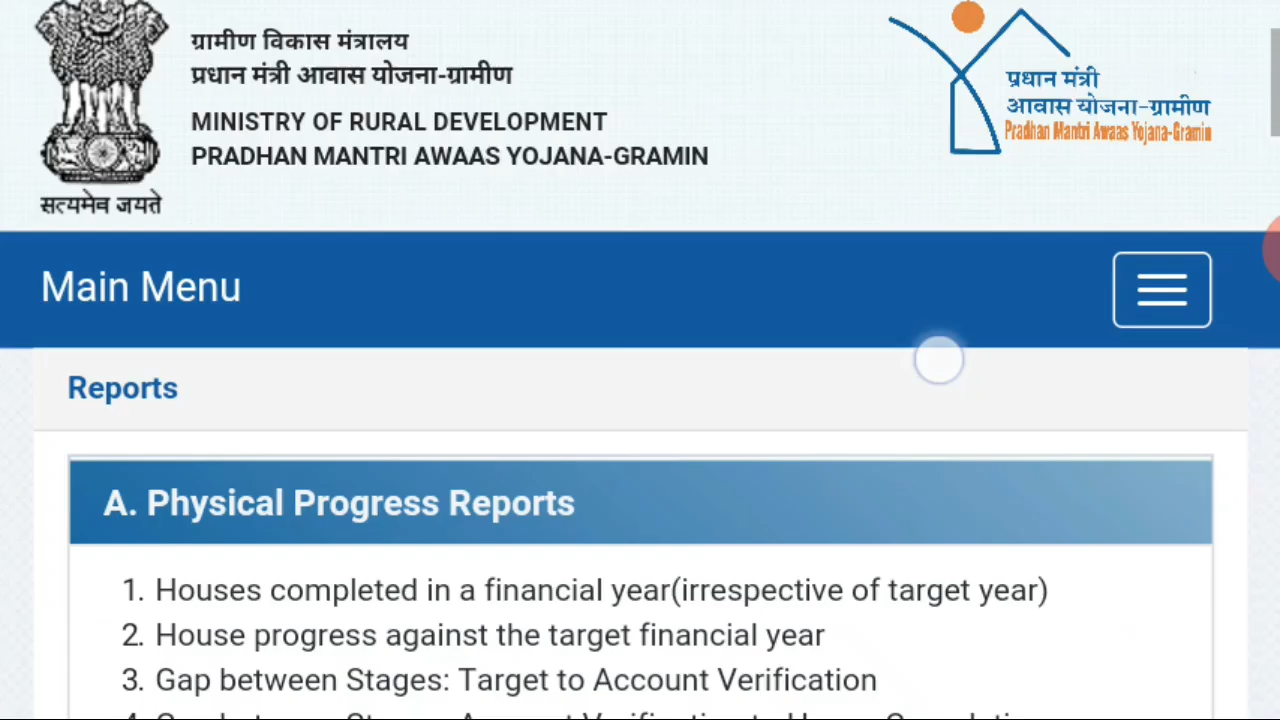 ग्रामीण विकास मंत्रालय
प्रधान मंत्री आवास योजना-ग्रामीण
MINISTRY OF RURAL DEVELOPMENT
PRADHAN MANTRI AWAAS YOJANA-GRAMIN
सत्यमेव जयते
प्रधान मंत्री
आवास योजना-ग्रामीण
Pradhan Mantri Awaas Yojana-Gramin
Main Menu
Reports
A. Physical Progress Reports
1. Houses completed in a financial year(irrespective of target year)
2. House progress against the target financial year
3. Gap between Stages: Target to Account Verification